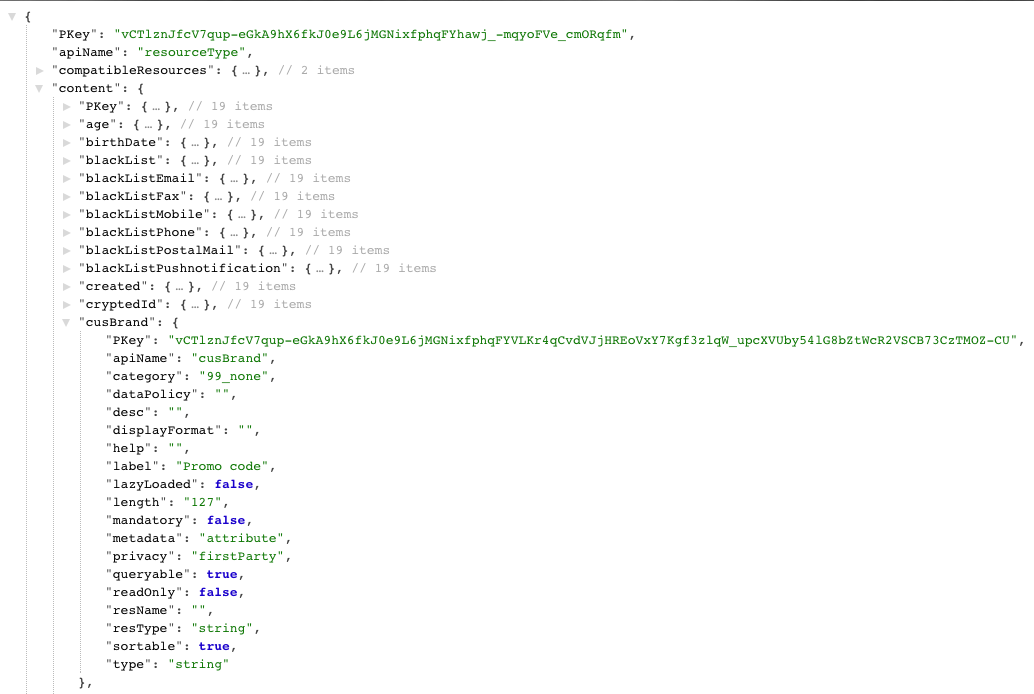 {
"PKey": "vCTlznJfcV7qup-eGkA9hX6fkJ0e9L6jMGNixfphqFYhawj_-mqyoFVe_cmORqfm",
"apiName": "resourceType",
"compatibleResources": { … }, // 2 items
"content": {
"PKey": { … }, // 19 items
"age": { … }, // 19 items
"birthDate": { … }, // 19 items
"blackList": { … }, // 19 items
"blackListEmail": { … }, // 19 items
"blackListFax": { … }, // 19 items
"blackListMobile": { … }, // 19 items
"blackListPhone": { … }, // 19 items
"blackListPostalMail": { … }, // 19 items
"blackListPushnotification": { … }, // 19 items
"created": { … }, // 19 items
"cryptedId": { … }, // 19 items
"cusBrand": {
"PKey": "vCTlznJfcV7qup-eGkA9hX6fkJ0e9L6jMGNixfphqFYVLKr4qCvdVJjHREoVxY7Kgf3zlqW_upcXVUby54lG8bZtWcR2VSCB73CzTMOZ-CU",
"apiName": "cusBrand",
"category": "99_none",
"dataPolicy": "",
"desc": "",
"displayFormat": "",
"help": "",
"label": "Promo code",
"lazyLoaded": false,
"length": "127",
"mandatory": false,
"metadata": "attribute",
"privacy": "firstParty",
"queryable": true,
"readOnly": false,
"resName": "",
"resType": "string",
"sortable": true,
"type": "string"
},